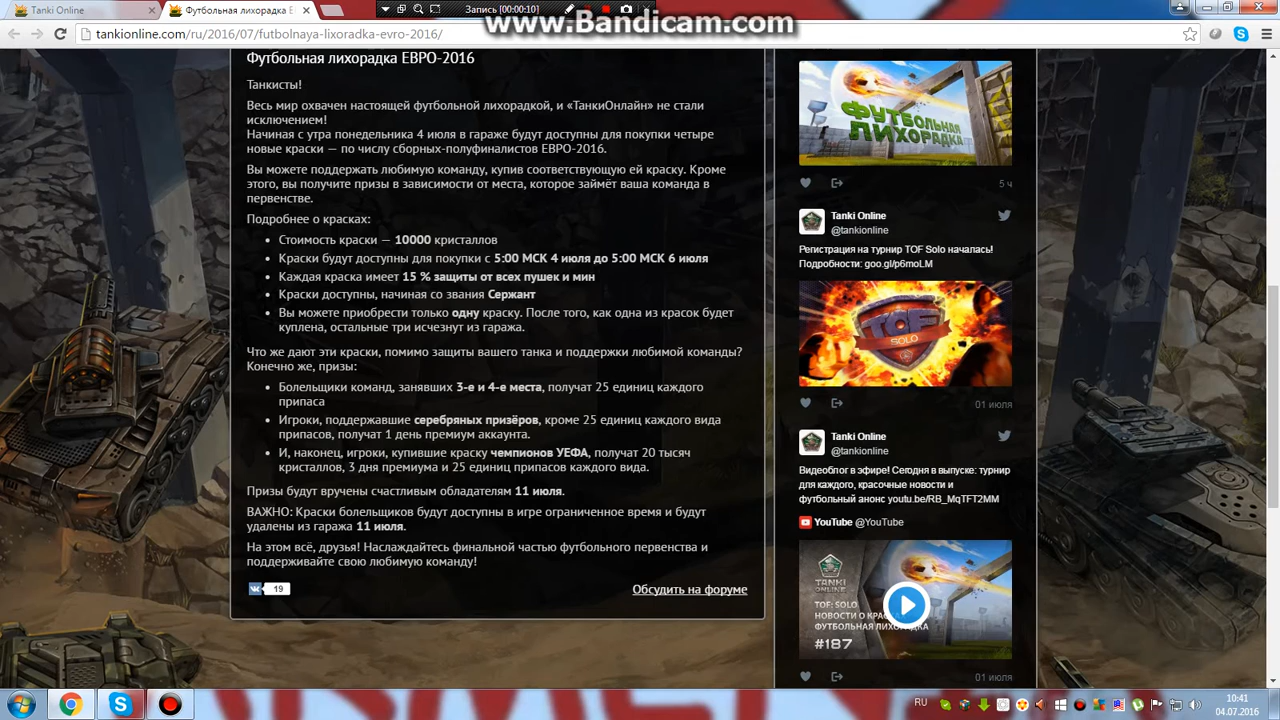 Tanki Online
Футбольная лихорадка Е
Запись [00:00:10]
www.Bandicam.com
tankionline.com/ru/2016/07/futbolnaya-lixoradka-evro-2016/
Футбольная лихорадка ЕВРО-2016
Танкисты!
Весь мир охвачен настоящей футбольной лихорадкой, и «ТанкиОнлайн» не стали
исключением!
Начиная с утра понедельника 4 июля в гараже будут доступны для покупки четыре
новые краски — по числу сборных-полуфиналистов ЕВРО-2016.
Вы можете поддержать любимую команду, купив соответствующую ей краску. Кроме
этого, вы получите призы в зависимости от места, которое займёт ваша команда в
первенстве.
Подробнее о красках:
Стоимость краски — 10000 кристаллов
Краски будут доступны для покупки с 5:00 МСК 4 июля до 5:00 МСК 6 июля
Каждая краска имеет 15 % защиты от всех пушек и мин
Краски доступны, начиная со звания Сержант
Вы можете приобрести только одну краску. После того, как одна из красок будет
куплена, остальные три исчезнут из гаража.
Что же дают эти краски, помимо защиты вашего танка и поддержки любимой команды?
Конечно же, призы:
Болельщики команд, занявших 3-е и 4-е места, получат 25 единиц каждого
припаса
Игроки, поддержавшие серебряных призёров, кроме 25 единиц каждого вида
припасов, получат 1 день премиум аккаунта.
И, наконец, игроки, купившие краску чемпионов УЕФА, получат 20 тысяч
кристаллов, 3 дня премиума и 25 единиц припасов каждого вида.
Призы будут вручены счастливым обладателям 11 июля.
ВАЖНО: Краски болельщиков будут доступны в игре ограниченное время и будут
удалены из гаража 11 июля.
На этом всё, друзья! Наслаждайтесь финальной частью футбольного первенства и
поддерживайте свою любимую команду!
19
Обсудить на форуме
ФУТБОЛЬНАЯ
ЛИХОРАДКА
5 ч
Tanki Online
@tankionline
Регистрация на турнир TOF Solo началась!
Подробности: goo.gl/p6moLM
TOF
SOLO
01 июля
Tanki Online
@tankionline
Видеоблог в эфире! Сегодня в выпуске: турнир
для каждого, красочные новости и
футбольный анонс youtu.be/RB_MqTFT2MM
YouTube @YouTube
TANKI
ONLINE
TOF: SOLO
НОВОСТИ О КРА
ФУТБОЛЬНАЯ ЛИХОРАДКА
#187
01 июля
RU
10:41
04.07.2016